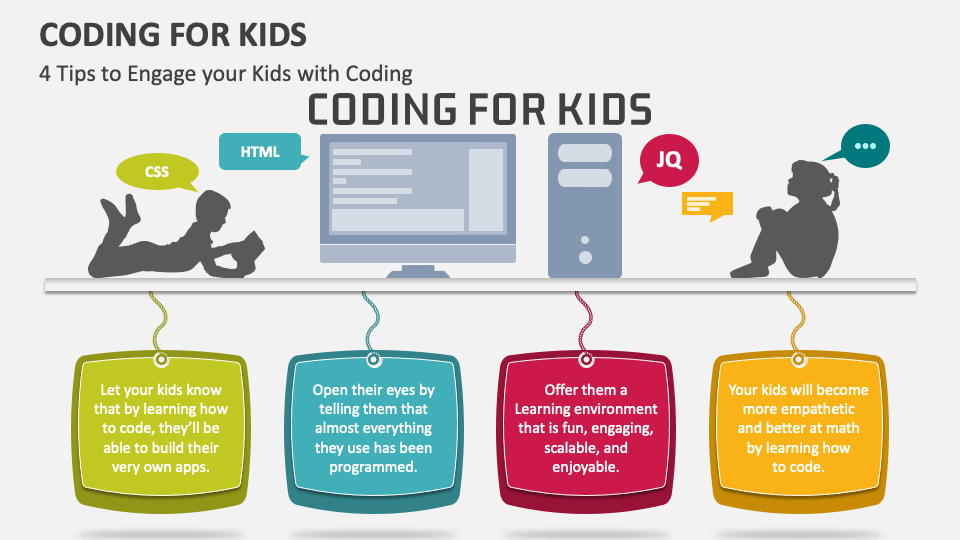 CODING FOR KIDS
4 Tips to Engage your Kids with Coding
CODING FOR KIDS
CSS
HTML
JQ
Let your kids know
that by learning how
to code, they'll be
able to build their
very own apps.
Open their eyes by
telling them that
almost everything
they use has been
programmed.
Offer them a
Learning environment
that is fun, engaging,
scalable, and
enjoyable.
Your kids will become
more empathetic
and better at math
by learning how
to code.